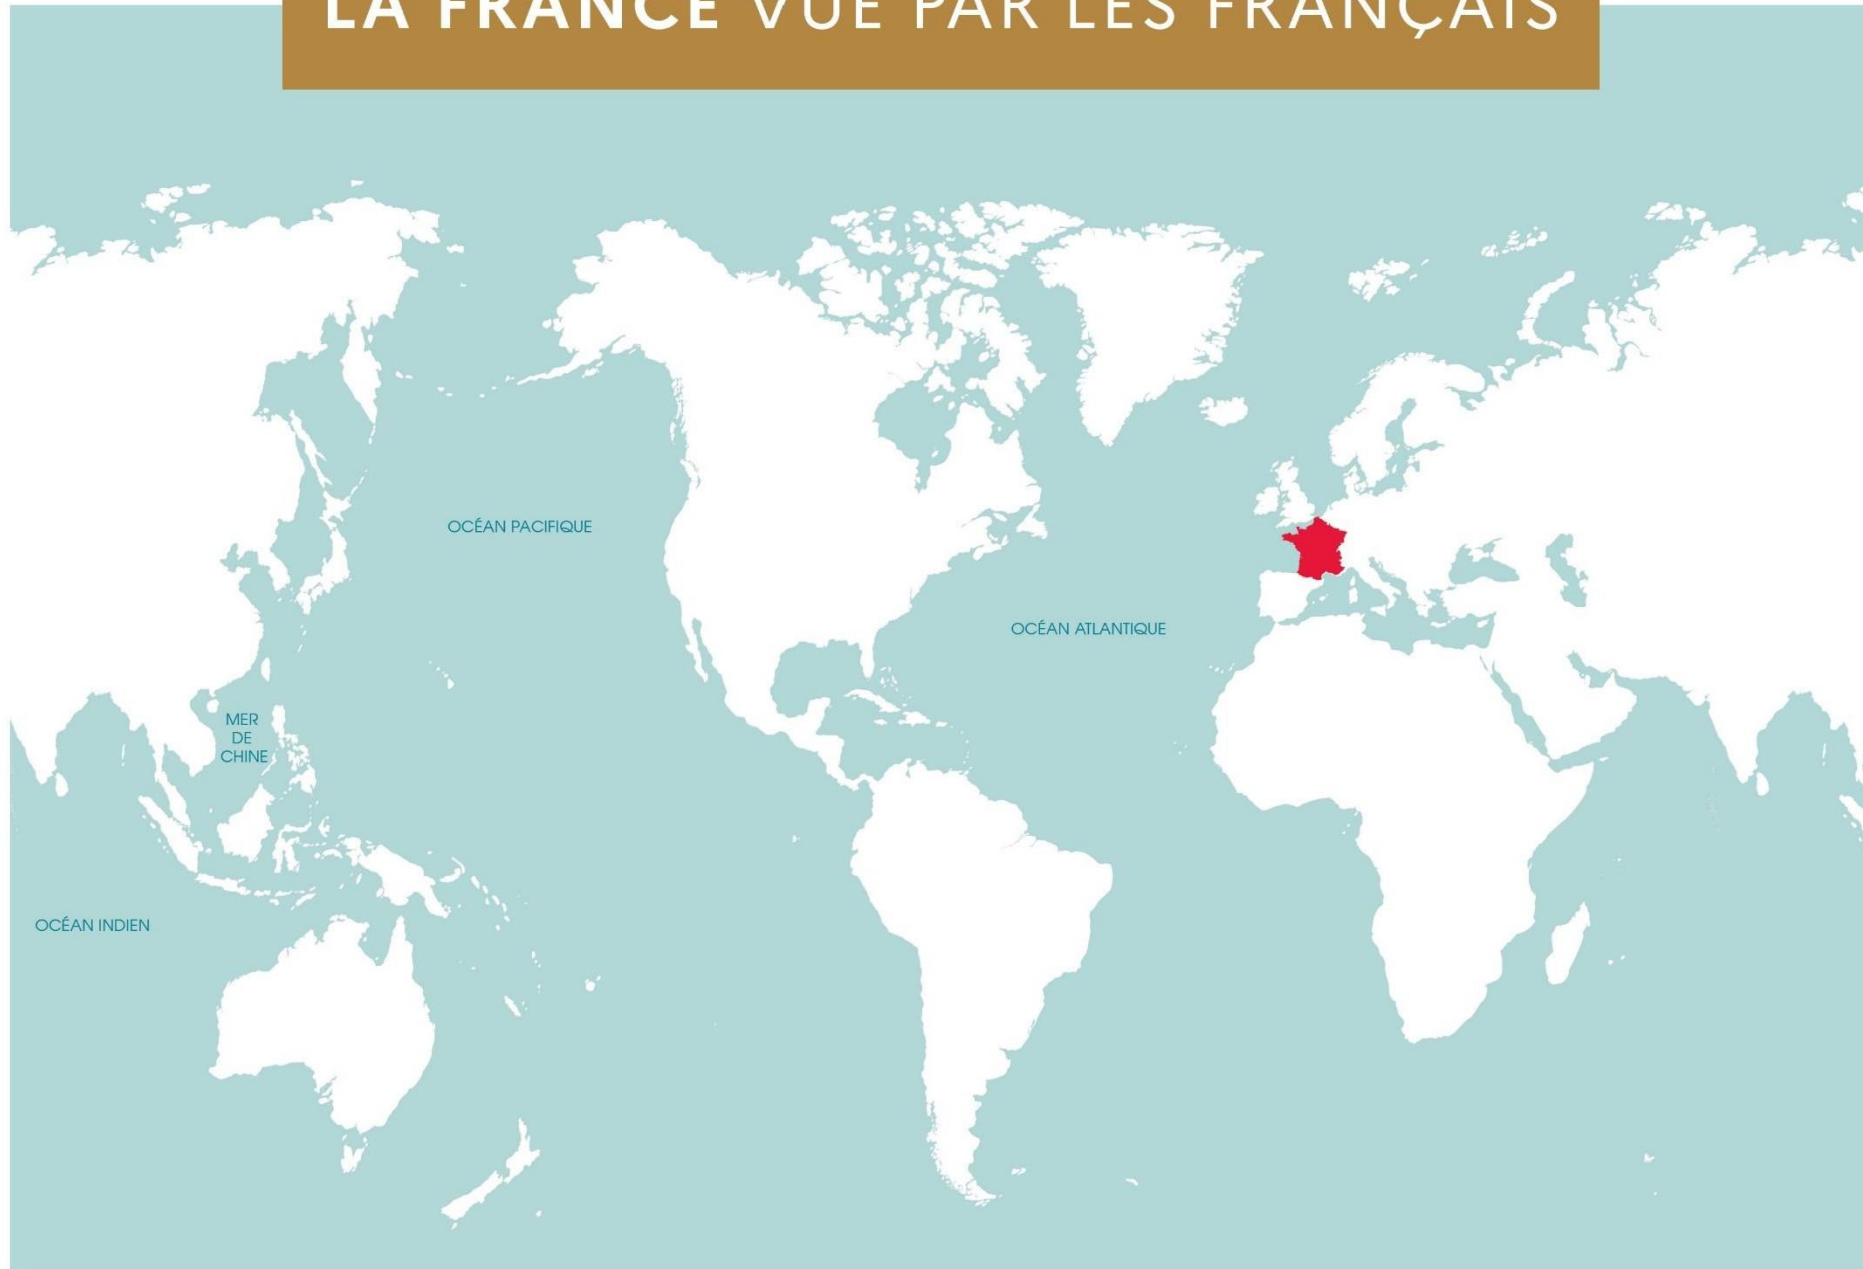 LA FRANCE VUE PAR LES FRANÇAIS
OCÉAN PACIFIQUE
OCÉAN ATLANTIQUE
MER
DE
CHINE
OCÉAN INDIEN